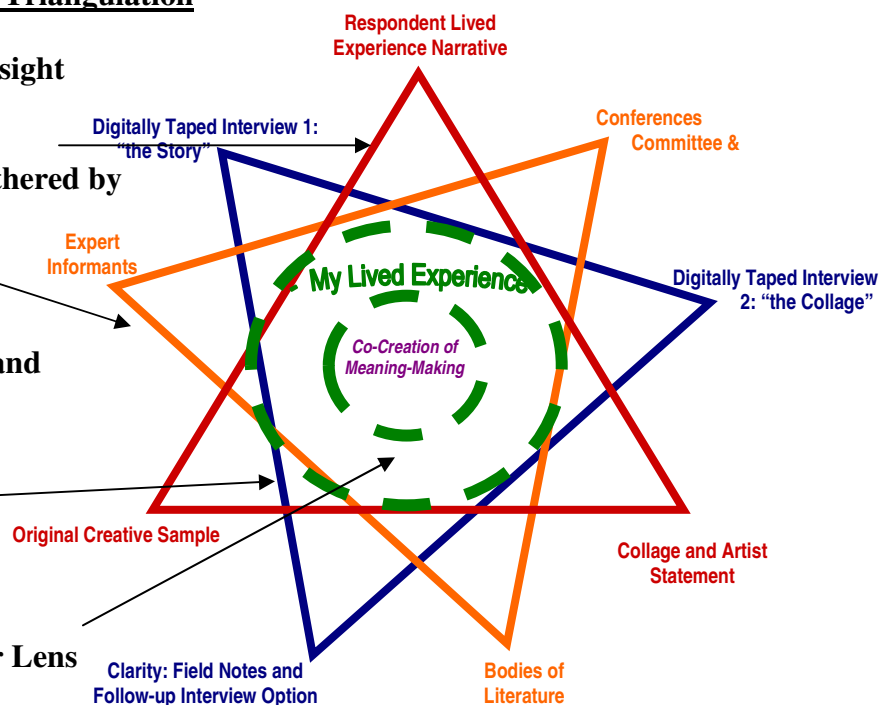 Triangulation
Respondent Lived
Experience Narrative
sight
Digitally Taped Interview 1:
“the Story”
Conferences
Committee &
thered by
Expert
Informants
My Lived Experience
Digitally Taped Interview
2: “the Collage”
Co-Creation of
Meaning-Making
and
Original Creative Sample
Collage and Artist
Statement
Lens
Clarity: Field Notes and
Follow-up Interview Option
Bodies of
Literature